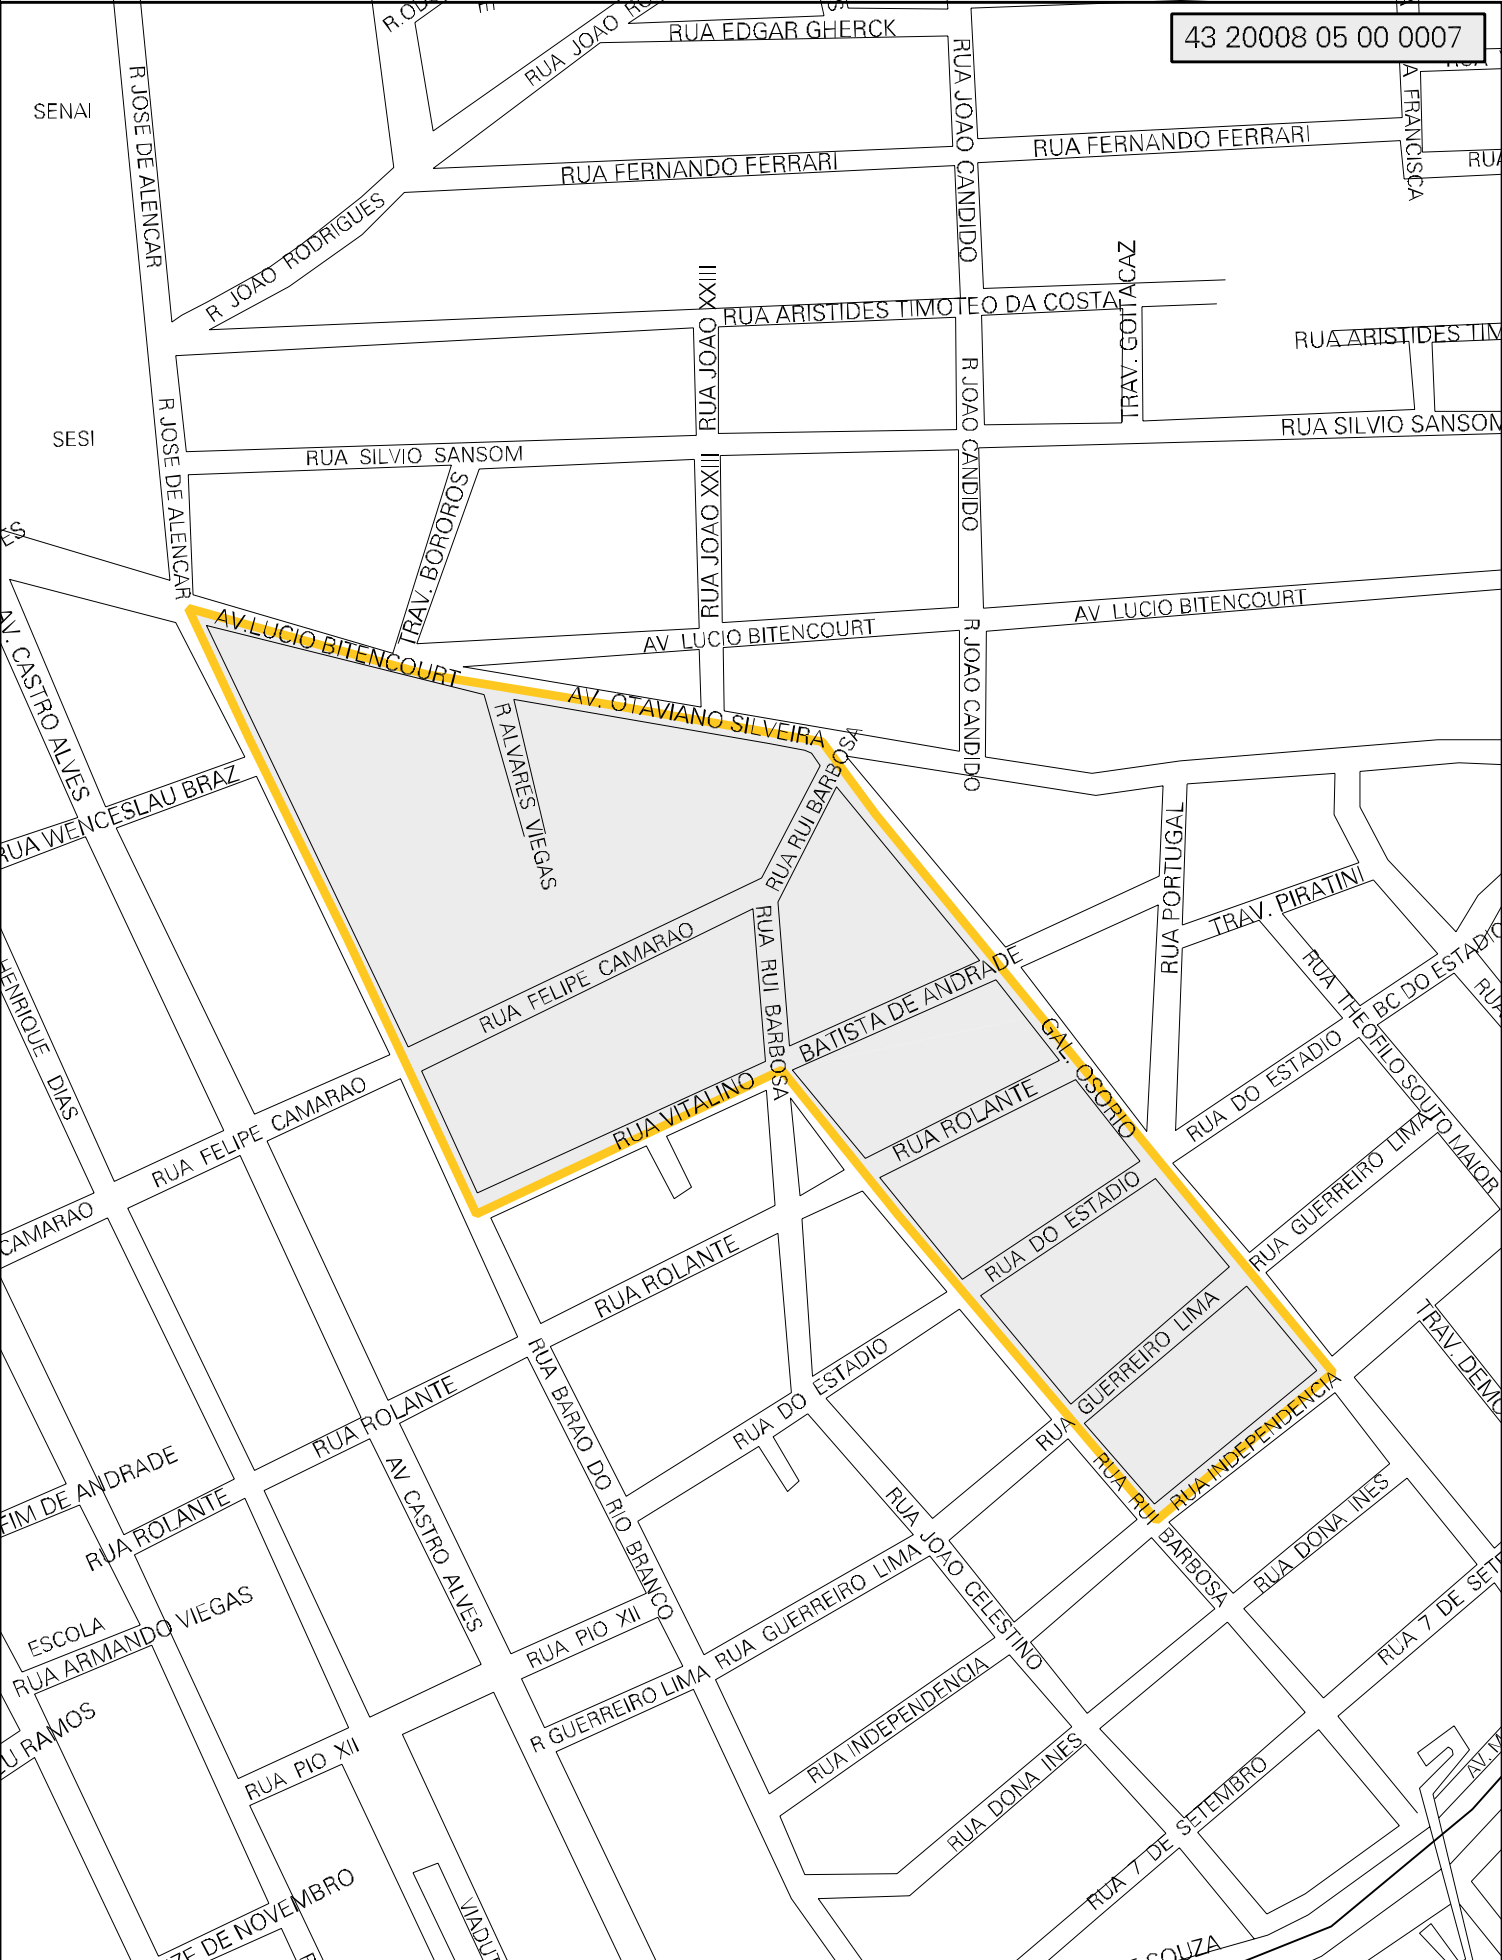 43 20008 05 00 0007
RUA EDGAR GHERCK
RUA JOAO
R JOSE DE ALENCAR
SENAI
RUA JOAO CANDIDO
A FRANCISCA
RUA FERNANDO FERRARI
RUA FERNANDO FERRARI
R JOAO RODRIGUES
RUA JOAO XXIII
RUA ARISTIDES TIMOTEO DA COSTA
TRAV. GOITACAZ
RUA ARISTIDES TIM
R JOSE DE ALENCAR
SESI
R JOAO CANDIDO
RUA SILVIO SANSOM
RUA SILVIO SANSOM
TRAV. BOROROS
RUA JOAO XXIII
ES
AV. LUCIO BITENCOURT
AV LUCIO BITENCOURT
AV LUCIO BITENCOURT
R JOAO CANDIDO
AV. CASTRO ALVES
AV. OTAVIANO SILVEIRA
R ALVARES VIEGAS
RUA RUI BARBOSA
RUA WENCESLAU BRAZ
RUA PORTUGAL
TRAV. PIRATINI
RUA FELIPE CAMARAO
RUA RUI BARBOSA
BATISTA DE ANDRADE
GAL. OSORIO
RUA THEOFILO SOUTO MAIOR
BC DO ESTADIO
RUA
HENRIQUE DIAS
RUA FELIPE CAMARAO
RUA VITALINO
RUA ROLANTE
RUA DO ESTADIO
RUA GUERREIRO LIMA
CAMARAO
RUA ROLANTE
RUA DO ESTADIO
RUA GUERREIRO LIMA
TRAV. DEMO
RUA BARAO DO RIO BRANCO
RUA DO ESTADIO
RUA ROLANTE
RUA INDEPENDENCIA
RUA RUI BARBOSA
FIM DE ANDRADE
RUA ROLANTE
AV CASTRO ALVES
RUA JOAO CELESTINO
RUA DONA INES
RUA GUERREIRO LIMA
RUA 7 DE SETE
ESCOLA
RUA ARMANDO VIEGAS
RUA PIO XII
R GUERREIRO LIMA
RUA INDEPENDENCIA
U RAMOS
RUA PIO XII
RUA DONA INES
RUA 7 DE SETEMBRO
AV. M
ZE DE NOVEMBRO
VIADUT
SOUZA